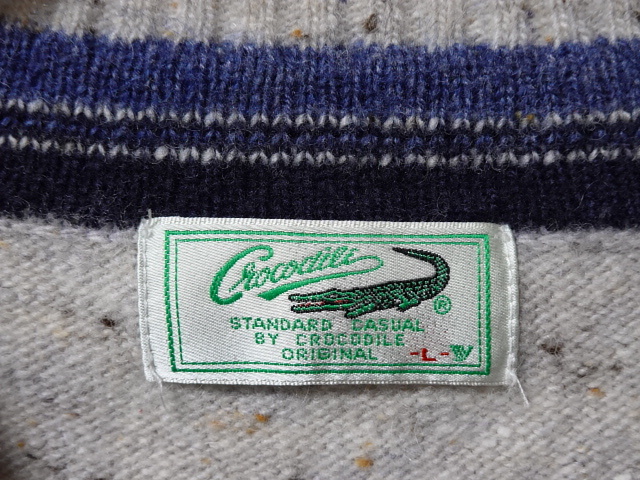 Crocodile
®
STANDARD CASUAL
BY CROCODILE
ORIGINAL -L-